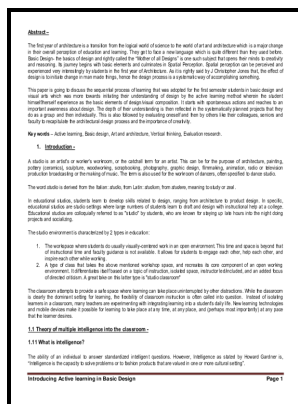 Abstract –
The first year of architecture is a transition from the logical world of science to the world of art and architecture which is a major change
in their overall perception of education and learning. They get to face a new language which is quite different than they used before.
Basic Design- the basics of design and rightly called the "Mother of all Designs" is one such subject that opens their minds to creativity
and reasoning. Its journey begins with basic elements and culminates in Spatial Perception. Spatial perception can be perceived and
experienced very interestingly by students in the first year of Architecture. As it is rightly said by J Christopher Jones that, the effect of
design is to initiate change in man made things, hence the design process is a systematic way of accomplishing something.
This paper is going to discuss the sequential process of learning that was adopted for the first semester students in basic design and
visual arts which was more towards relating their understanding of design by the active learning method wherein the student
himself/herself experience as the basic elements of design/visual composition. It starts with spontaneous actions and reactions to an
important awareness about design. The depth of understanding is then reflected in the systematically planned projects which they do
as a group and then individually. This is also followed by evaluating oneself and then by others like their colleagues, seniors and
faculty to recapitulate the architectural design process and the importance of creativity.
Key words – Active learning, Basic design, Art and architecture, Vertical thinking, Evaluation research.
1. Introduction -
A studio is an artist's or worker's workroom, or the catchall term for an artist. This can be for the purpose of architecture, painting,
pottery (ceramics), sculpture, woodworking, scrapbooking, photography, graphic design, filmmaking, animation, radio or television
production broadcasting or the making of music. The term is also used for the workroom of dancers, often specified to dance studio.
The word studio is derived from the Italian: studio, from Latin: studium, from studere, meaning to study or zeal.
In educational studios, students learn to develop skills related to design, ranging from architecture to product design. In specific,
educational studios are studio settings where large numbers of students learn to draft and design with instructional help at a college.
Educational studios are colloquially referred to as "studio" by students, who are known for staying up late hours into the night doing
projects and socializing.
The studio environment is characterized by 2 types in education:
1. The workspace where students do usually visually-centered work in an open environment. This time and space is beyond that
of instructional time and faculty guidance is not available. It allows for students to engage each other, help each other, and
inspire each other while working.
2. A type of class that takes the above mentioned workshop space, and recreates its core component of an open working
environment. It differentiates itself based on a topic of instruction, isolated space, instructor led/included, and an added focus
of directed criticism. A great take on this latter type is "studio classroom"
The classroom attempts to provide a safe space where learning can take place uninterrupted by other distractions. While the classroom
is clearly the dominant setting for learning, the flexibility of classroom instruction is often called into question. Instead of isolating
learners in a classroom, many teachers are experimenting with integrating learning into a student's daily life. New learning technologies
and mobile devices make it possible for learning to take place at any time, at any place, and (perhaps most importantly) at any pace
that the learner desires.
1.1 Theory of multiple intelligence into the classroom -
1.11 What is intelligence?
The ability of an individual to answer standardized intelligent questions. However, Intelligence as stated by Howard Gardner is,
"Intelligence is the capacity to solve problems or to fashion products that are valued in one or more cultural setting".
Introducing Active learning in Basic Design Page 1